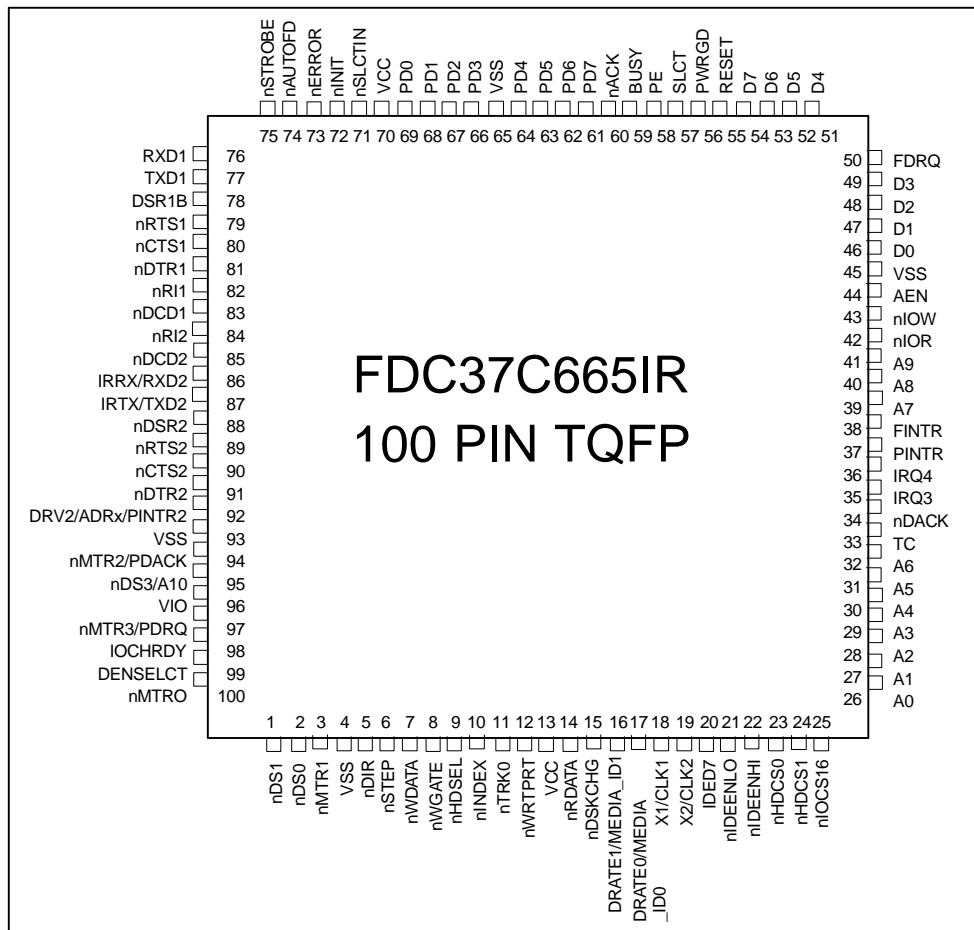 nSTROBE nAUTOFD nERROR nINIT nSLCTIN VCC PD0 PD1 PD2 PD3 VSS PD4 PD5 PD6 PD7 nACK BUSY PE SLCT PWRGD RESET D7 D6 D5 D4
75 74 73 72 71 70 69 68 67 66 65 64 63 62 61 60 59 58 57 56 55 54 53 52 51
RXD1 76
TXD1 77
DSR1B 78
nRTS1 79
nCTS1 80
nDTR1 81
nRI1 82
nDCD1 83
nRI2 84
nDCD2 85
IRRX/RXD2 86
IRTX/TXD2 87
nDSR2 88
nRTS2 89
nCTS2 90
nDTR2 91
DRV2/ADRx/PINTR2 92
VSS 93
nMTR2/PDACK 94
nDS3/A10 95
VIO 96
nMTR3/PDRQ 97
IOCHRDY 98
DENSELCT 99
nMTRO 100
FDC37C665IR
100 PIN TQFP
50 FDRQ
49 D3
48 D2
47 D1
46 D0
45 VSS
44 AEN
43 nIOW
42 nIOR
41 A9
40 A8
39 A7
38 FINTR
37 PINTR
36 IRQ4
35 IRQ3
34 nDACK
33 TC
32 A6
31 A5
30 A4
29 A3
28 A2
27 A1
26 A0
1 2 3 4 5 6 7 8 9 10 11 12 13 14 15 16 17 18 19 20 21 22 23 24 25
nDS1
nDS0
nMTR1
VSS
nDIR
nSTEP
nWDATA
nWGATE
nHDSEL
nINDEX
nTRK0
nWRTPRT
VCC
nRDATA
nDSKCHG
DRATE1/MEDIA_ID1
DRATE0/MEDIA
_ID0
X1/CLK1
X2/CLK2
IDED7
nIDEENLO
nIDEENHI
nHDCS0
nHDCS1
nIOCS16